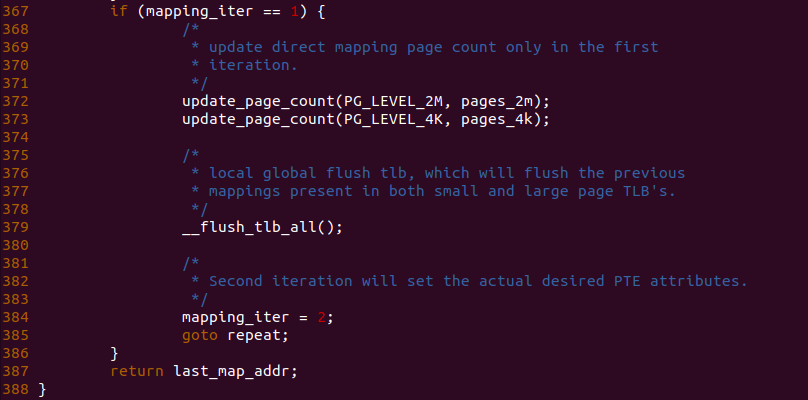 367         if (mapping_iter == 1) {
368                 /*
369                  * update direct mapping page count only in the first
370                  * iteration.
371                  */
372                 update_page_count(PG_LEVEL_2M, pages_2m);
373                 update_page_count(PG_LEVEL_4K, pages_4k);
374
375                 /*
376                  * local global flush tlb, which will flush the previous
377                  * mappings present in both small and large page TLB's.
378                  */
379                 __flush_tlb_all();
380
381                 /*
382                  * Second iteration will set the actual desired PTE attributes.
383                  */
384                 mapping_iter = 2;
385                 goto repeat;
386         }
387         return last_map_addr;
388 }